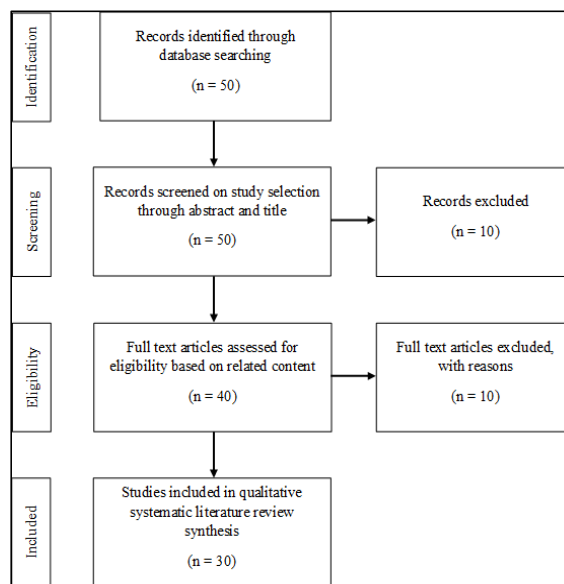 Identification
Records identified through
database searching
(n = 50)
Screening
Records screened on study selection
through abstract and title
(n = 50)
Records excluded
(n = 10)
Eligibility
Full text articles assessed for
eligibility based on related content
(n = 40)
Full text articles excluded,
with reasons
(n = 10)
Included
Studies included in qualitative
systematic literature review
synthesis
(n = 30)